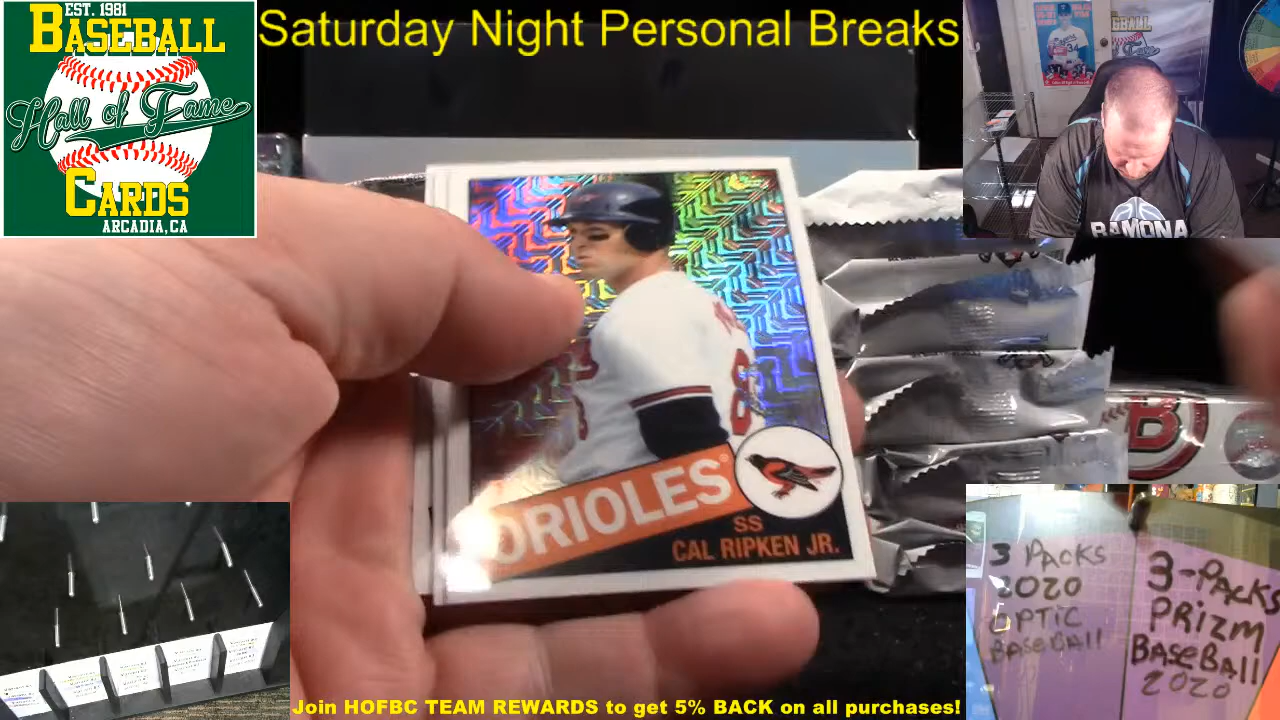 EST. 1981
BASEBALL
Hall of Fame
CARDS
ARCADIA, CA
Saturday Night Personal Breaks
RAMONA
ORIOLES
SS
CAL RIPKEN JR.
8
B
3 PACKS
2020
OPTIC
BASEBALL
3-PACKS
PRIZM
BASEBALL
2020
Join HOFBC TEAM REWARDS to get 5% BACK on all purchases!